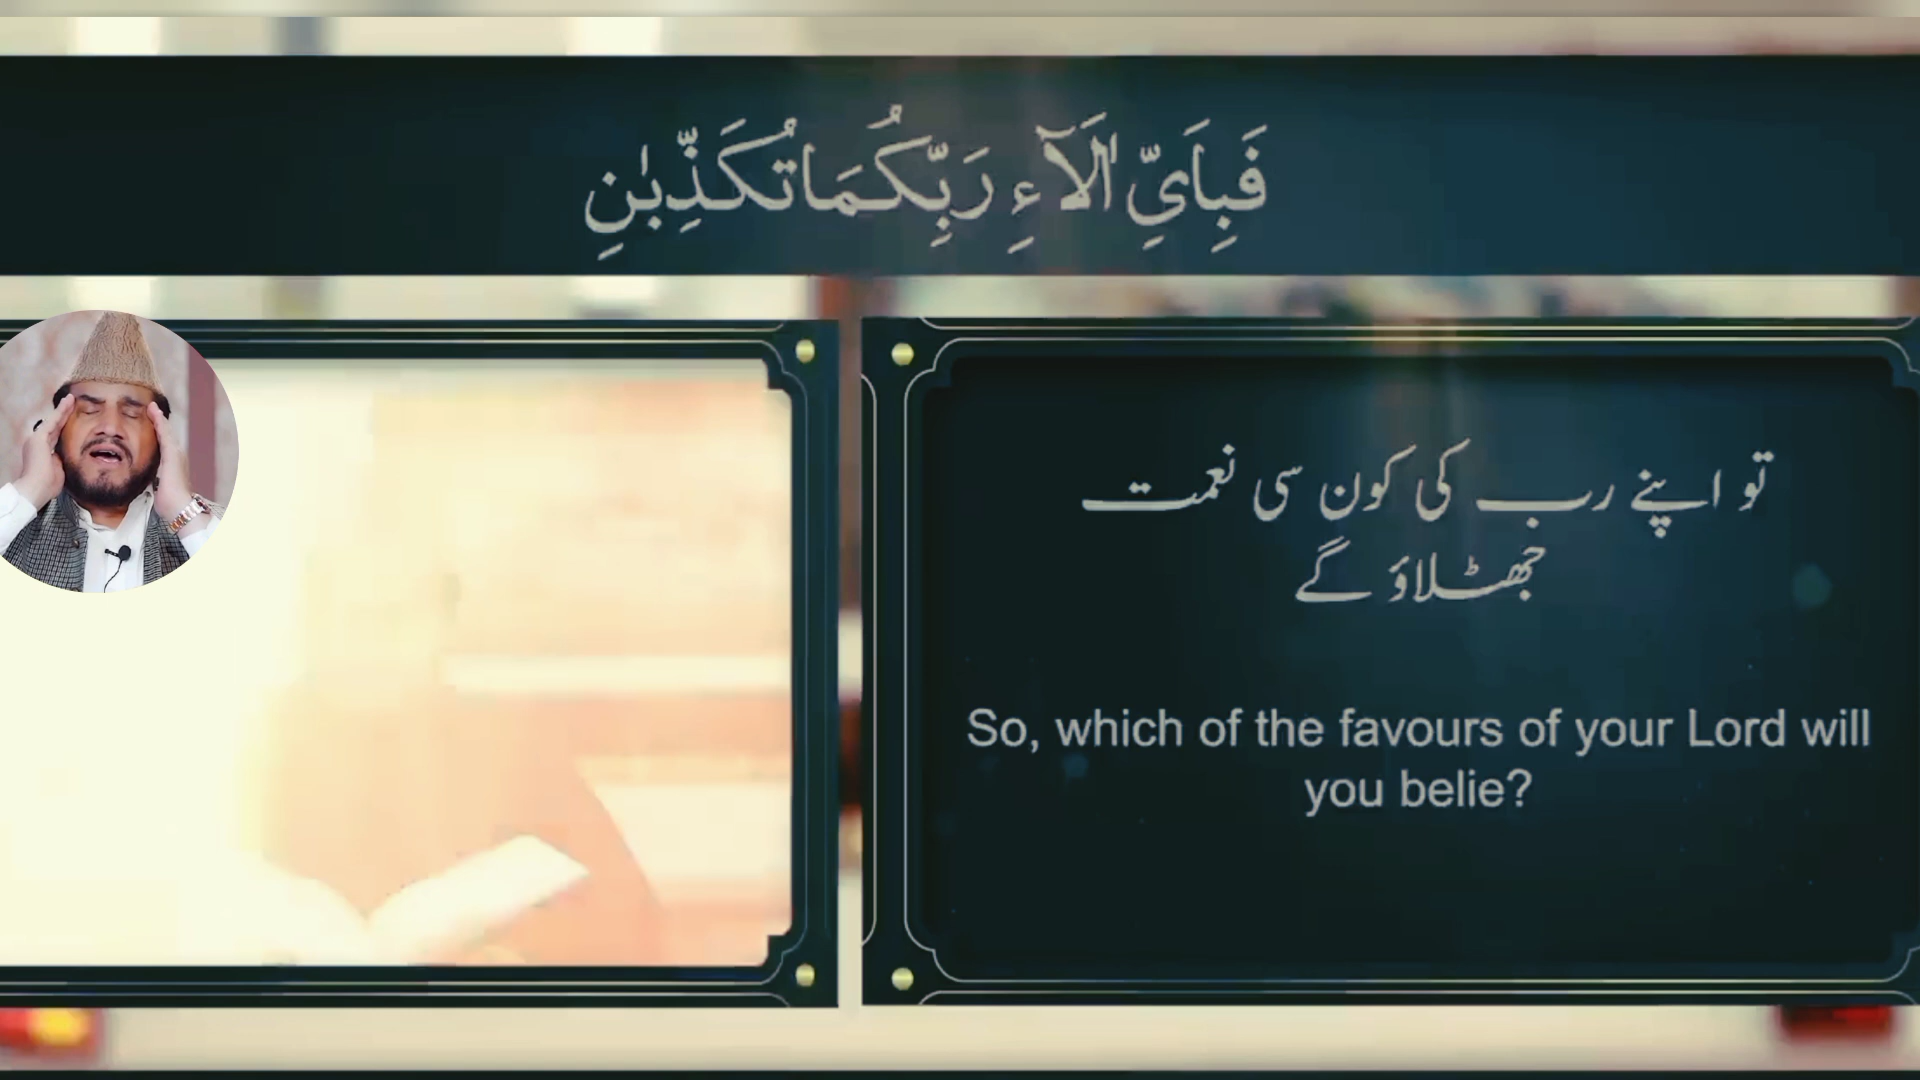 فَبِاَيِّ اٰلَآءِ رَبِّكُمَا تُكَذِّبٰنِ
تو اپنے رب کی کون سی نعمت
جھٹلاؤ گے
So, which of the favours of your Lord will
you belie?